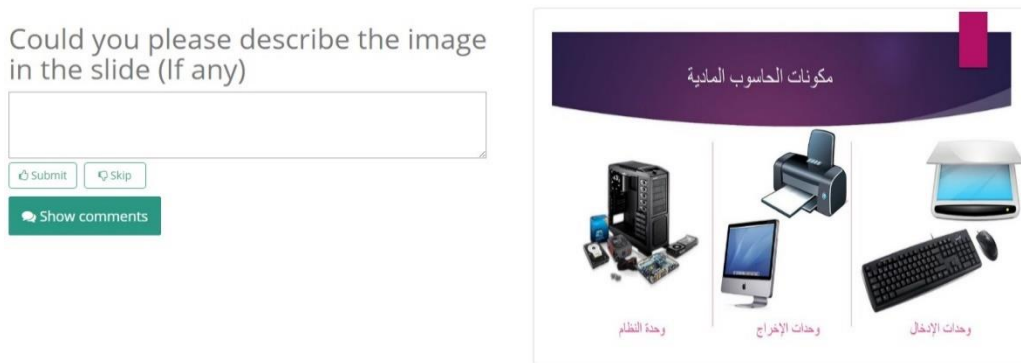 Could you please describe the image
in the slide (If any)
Submit
Skip
Show comments
مكونات الحاسوب المادية
وحدات الإدخال
وحدات الإخراج
وحدة النظام